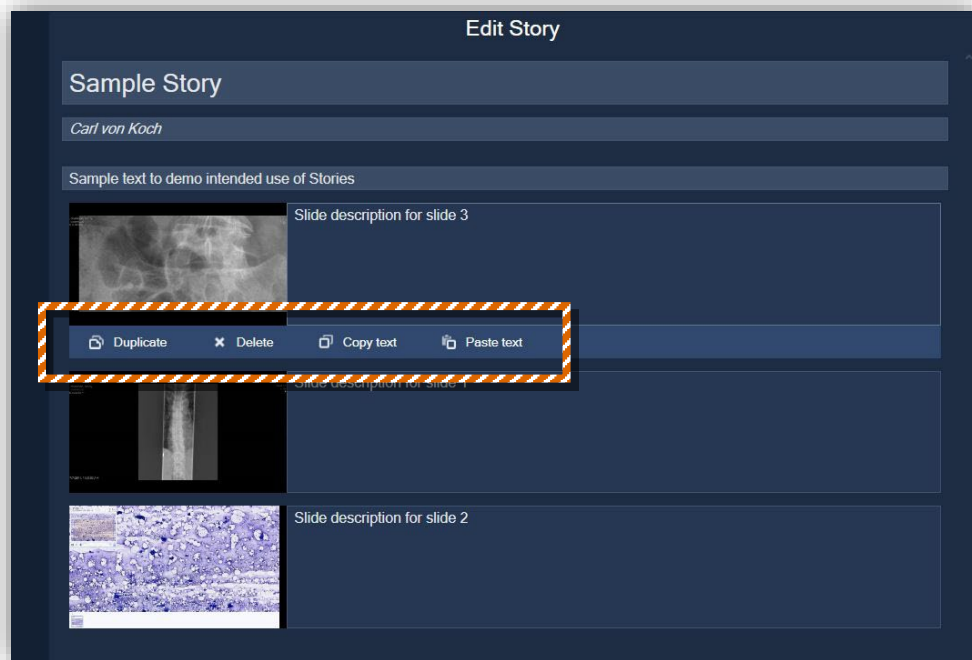 Edit Story
Sample Story
Carl von Koch
Sample text to demo intended use of Stories
Slide description for slide 3
Duplicate Delete Copy text Paste text
Slide description for slide 1
Slide description for slide 2